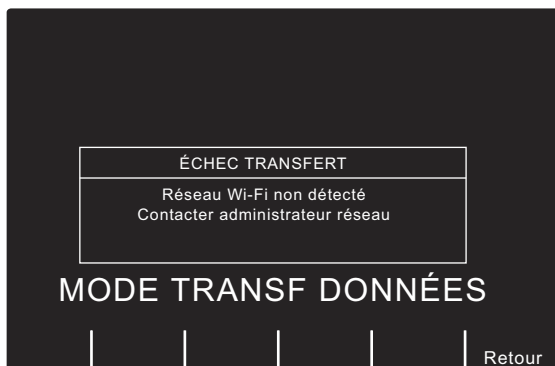 ÉCHEC TRANSFERT
Réseau Wi-Fi non détecté
Contacter administrateur réseau
MODE TRANSF DONNÉES
Retour